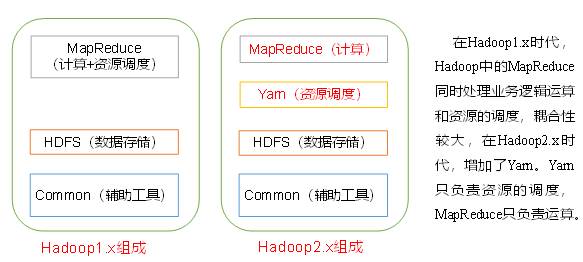 MapReduce
（计算+资源调度）
HDFS（数据存储）
Common（辅助工具）
Hadoop1.x组成
MapReduce（计算）
Yarn（资源调度）
HDFS（数据存储）
Common（辅助工具）
Hadoop2.x组成
在Hadoop1.x时代，
Hadoop中的MapReduce
同时处理业务逻辑运算
和资源的调度，耦合性
较大，在Hadoop2.x时
代，增加了Yarn。Yarn
只负责资源的调度，
MapReduce只负责运算。